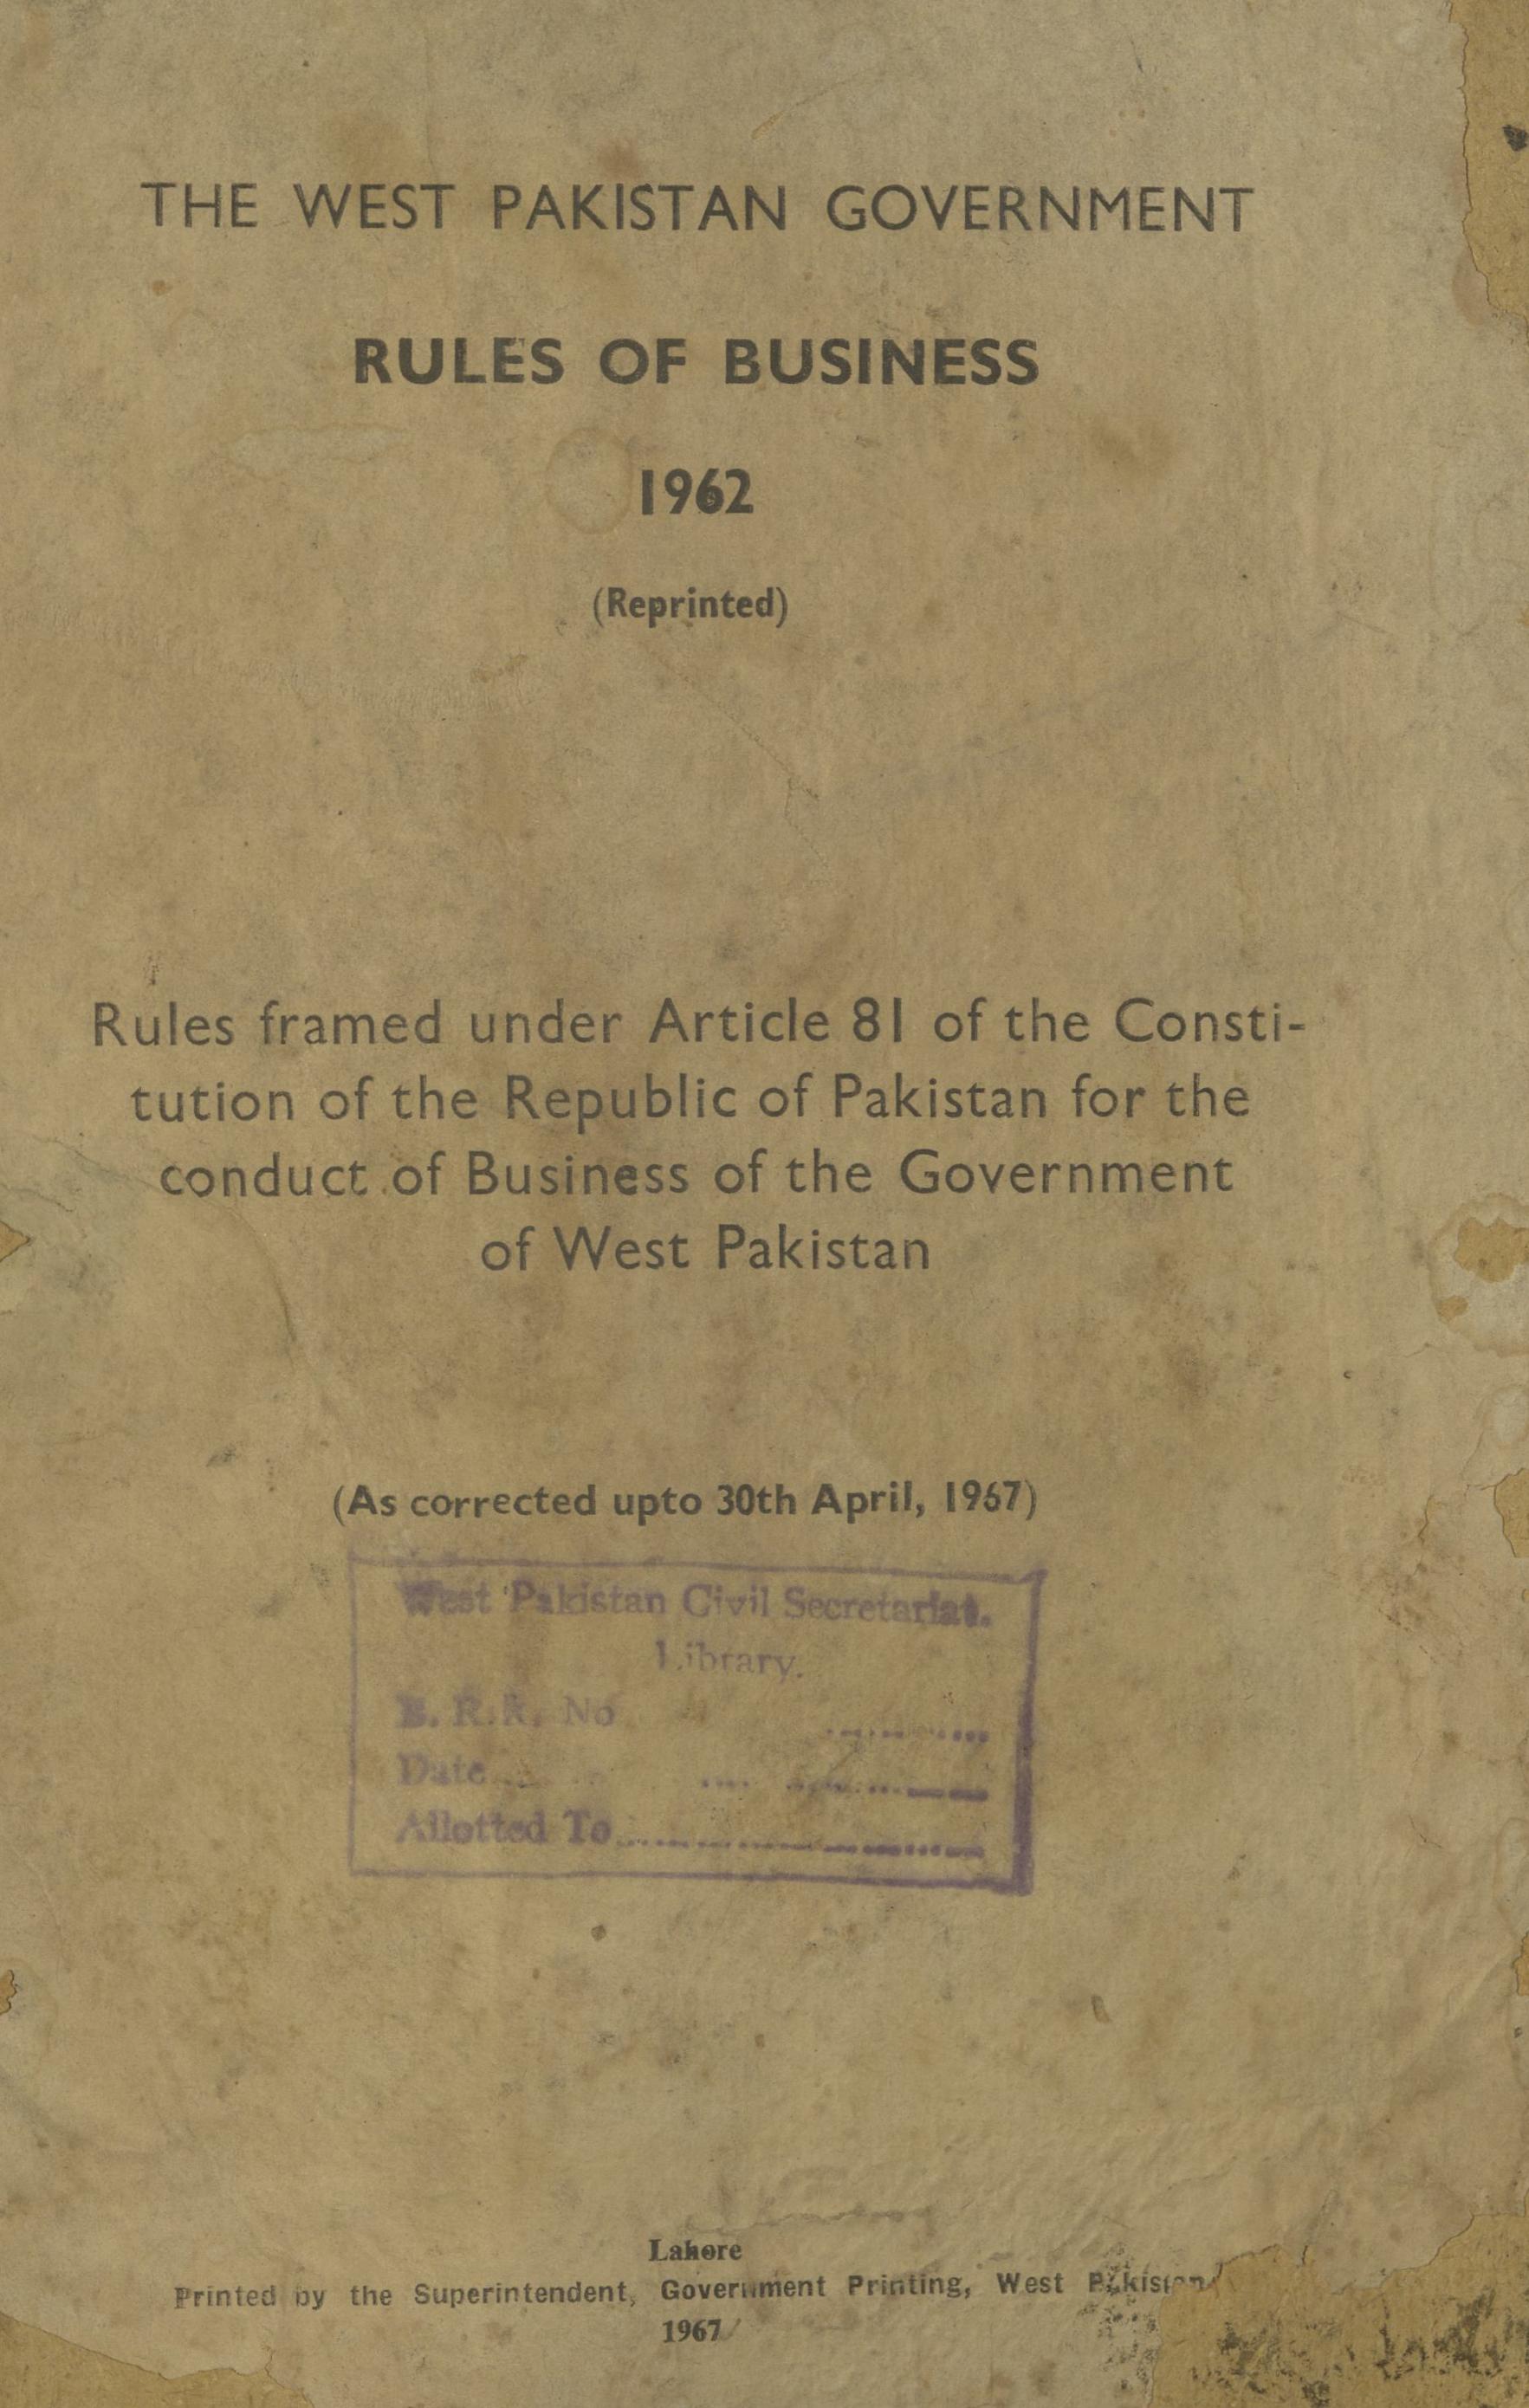 THE WEST PAKISTAN GOVERNMENT
RULES OF BUSINESS
1962
(Reprinted)
Rules framed under Article 81 of the Consti-
tution of the Republic of Pakistan for the
conduct of Business of the Government
of West Pakistan
(As corrected upto 30th April, 1967)
West Pakistan Civil Secretariat.
Library.
R.R. No
Date
Allotted To
Lahore
Printed by the Superintendent, Government Printing, West Pakistan
1967